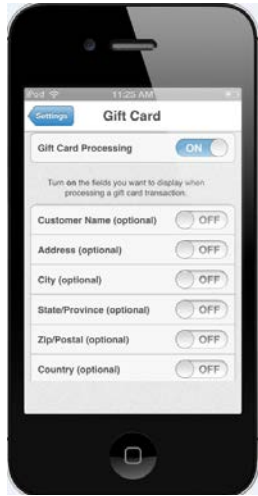 iPod 11:25 AM
Settings Gift Card
Gift Card Processing ON
Turn on the fields you want to display when
processing a gift card transaction.
Customer Name (optional) OFF
Address (optional) OFF
City (optional) OFF
State/Province (optional) OFF
Zip/Postal (optional) OFF
Country (optional) OFF